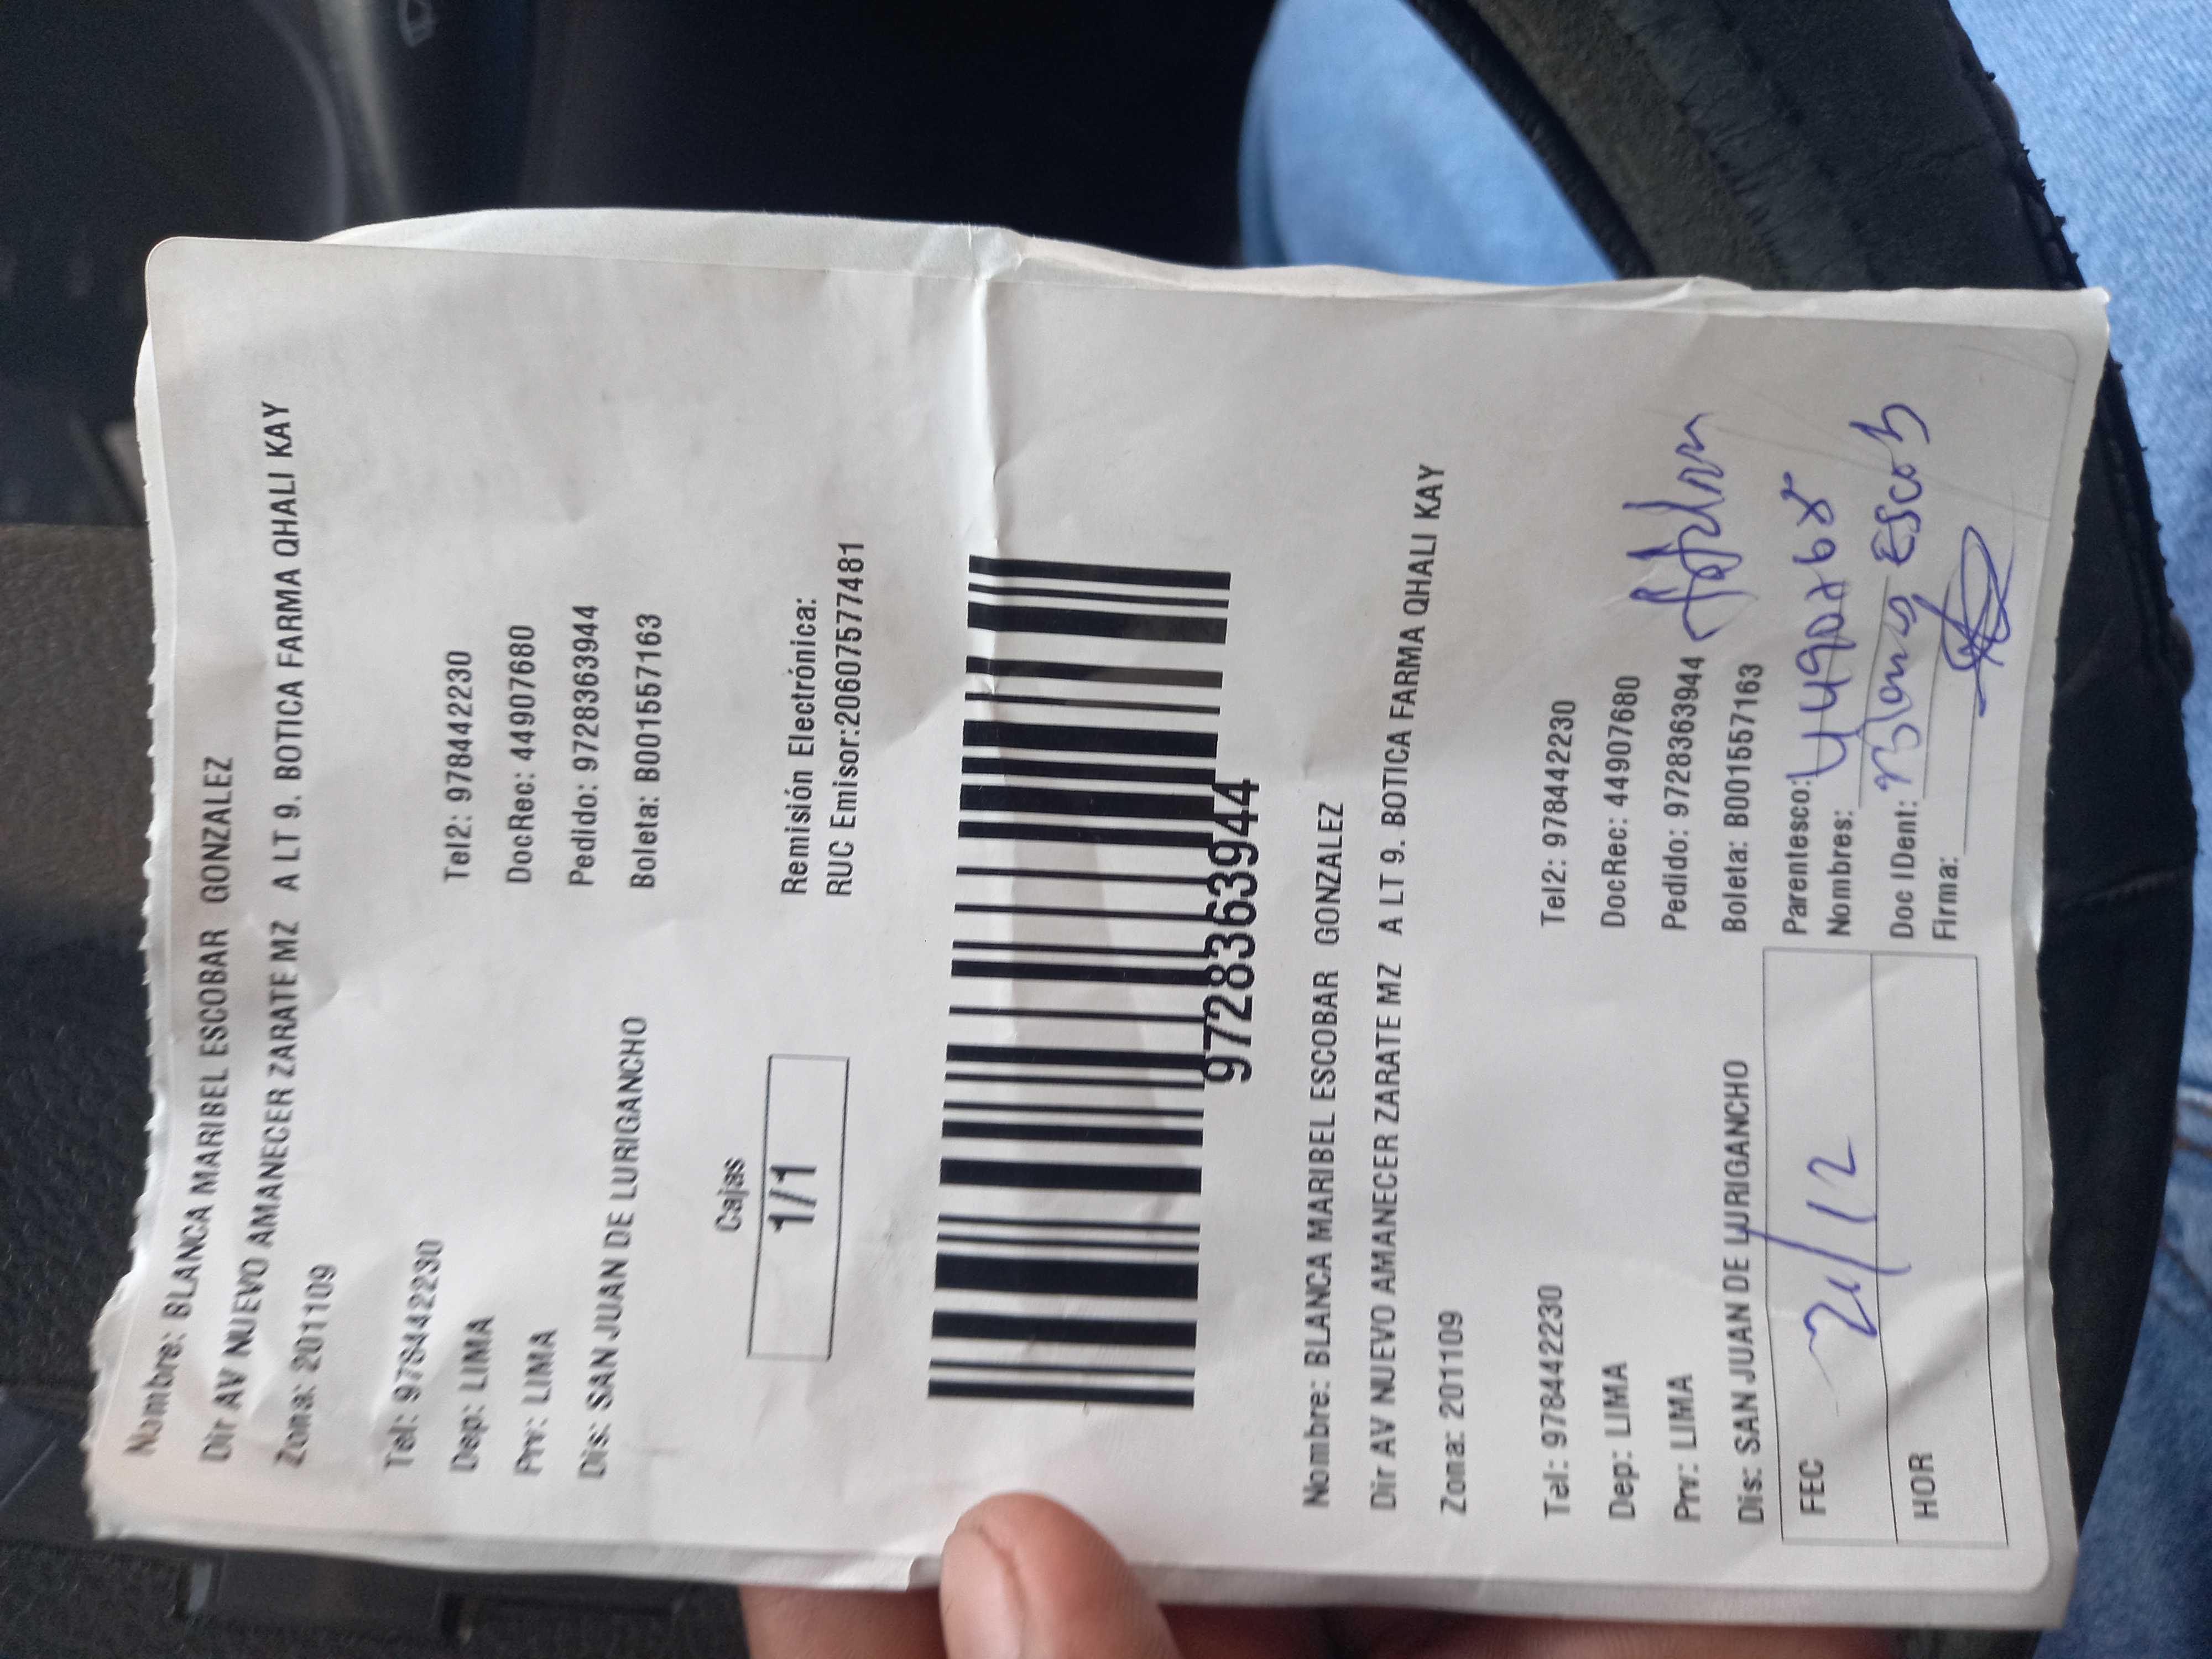 Nombre: BLANCA MARIBEL ESCOBAR GONZALEZ
Dir AV NUEVO AMANECER ZARATE MZ A LT 9. BOTICA FARMA QHALI KAY
Zona: 201109
Tel: 978442230 Tel2: 978442230
Dep: LIMA DocRec: 44907680
Prv: LIMA Pedido: 9728363944
Dis: SAN JUAN DE LURIGANCHO Boleta: B001557163
Cajas
1/1
Remisión Electrónica:
RUC Emisor:20607577481
9728363944
Nombre: BLANCA MARIBEL ESCOBAR GONZALEZ
Dir AV NUEVO AMANECER ZARATE MZ A LT 9. BOTICA FARMA QHALI KAY
Zona: 201109
Tel: 978442230 Tel2: 978442230
Dep: LIMA DocRec: 44907680
Prv: LIMA Pedido: 9728363944
Dis: SAN JUAN DE LURIGANCHO Boleta: B001557163
FEC 21/12 Parentesco:
Nombres:
HOR Doc IDent: Blanca Escob
Firma: